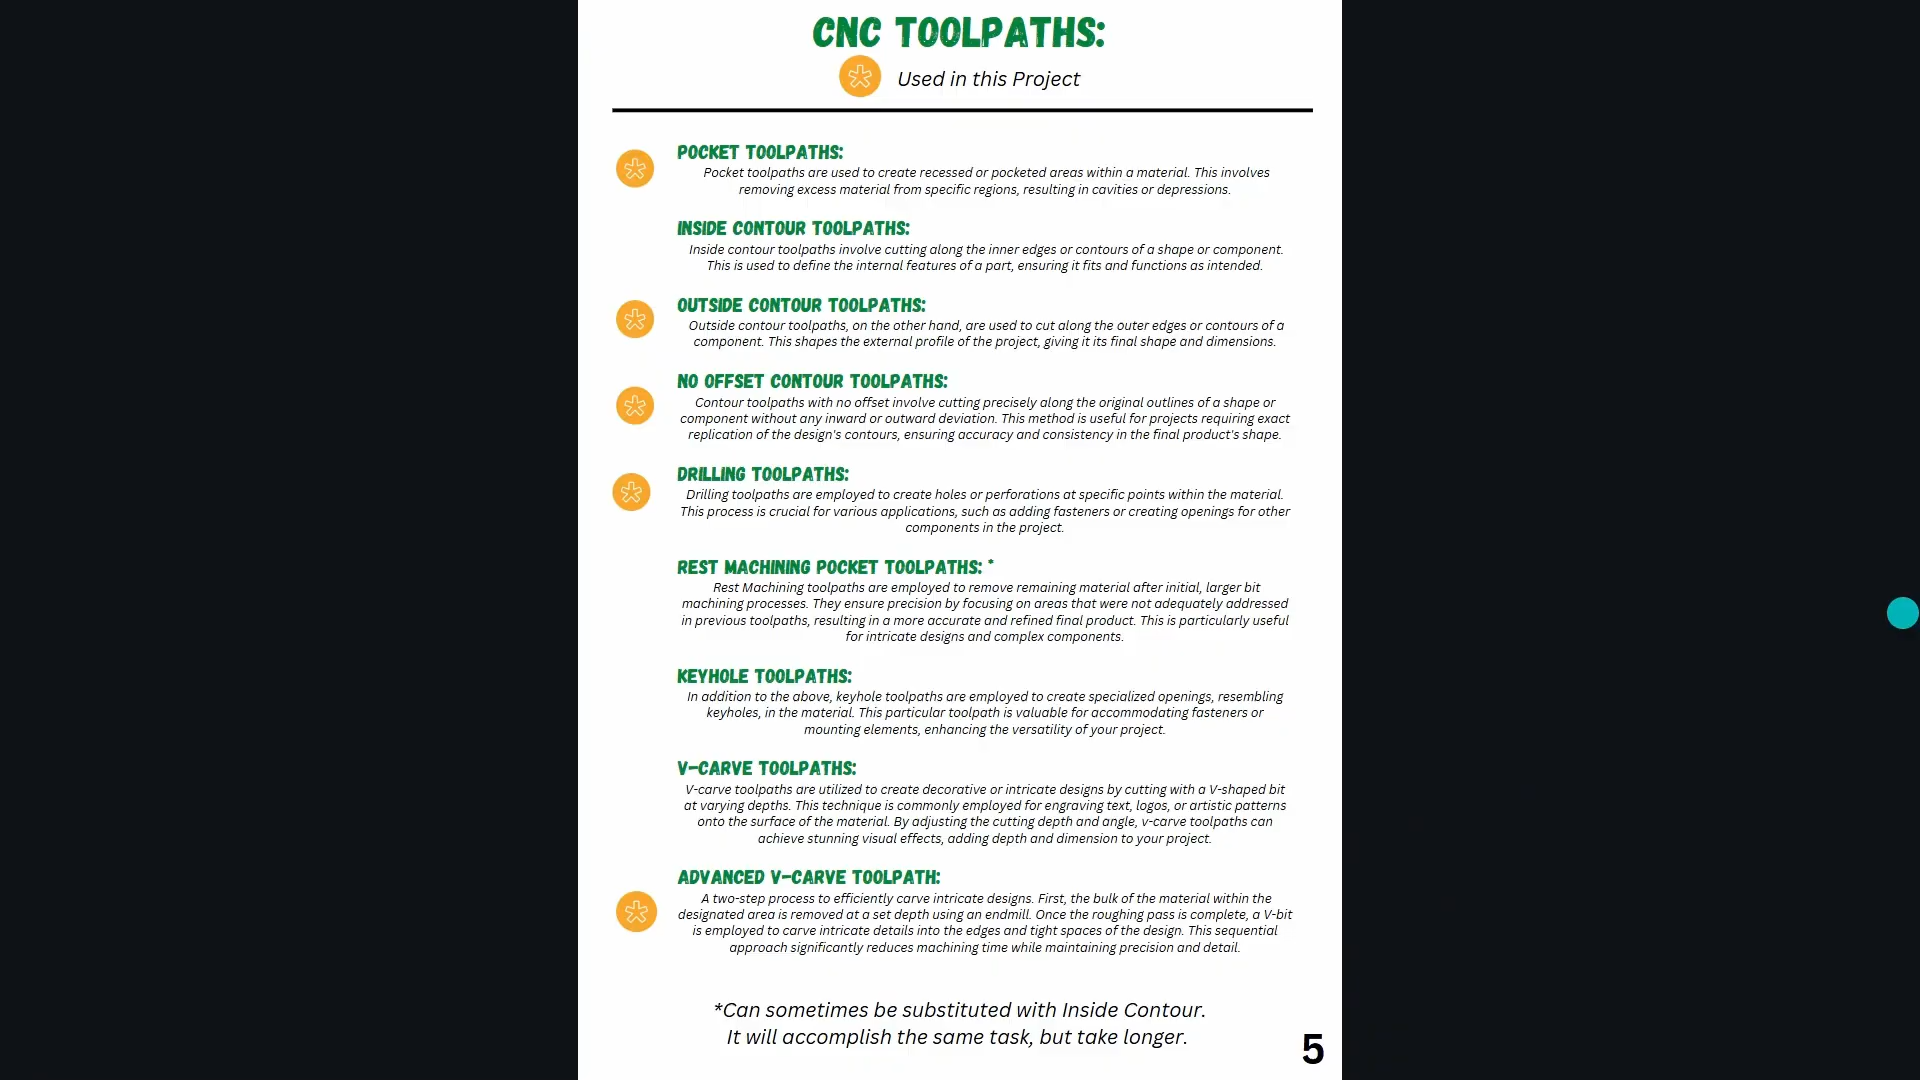 CNC TOOLPATHS:
Used in this Project
POCKET TOOLPATHS:
Pocket toolpaths are used to create recessed or pocketed areas within a material. This involves
removing excess material from specific regions, resulting in cavities or depressions.
INSIDE CONTOUR TOOLPATHS:
Inside contour toolpaths involve cutting along the inner edges or contours of a shape or component.
This is used to define the internal features of a part, ensuring it fits and functions as intended.
OUTSIDE CONTOUR TOOLPATHS:
Outside contour toolpaths, on the other hand, are used to cut along the outer edges or contours of a
component. This shapes the external profile of the project, giving it its final shape and dimensions.
NO OFFSET CONTOUR TOOLPATHS:
Contour toolpaths with no offset involve cutting precisely along the original outlines of a shape or
component without any inward or outward deviation. This method is useful for projects requiring exact
replication of the design's contours, ensuring accuracy and consistency in the final product's shape.
DRILLING TOOLPATHS:
Drilling toolpaths are employed to create holes or perforations at specific points within the material.
This process is crucial for various applications, such as adding fasteners or creating openings for other
components in the project.
REST MACHINING POCKET TOOLPATHS: *
Rest Machining toolpaths are employed to remove remaining material after initial, larger bit
machining processes. They ensure precision by focusing on areas that were not adequately addressed
in previous toolpaths, resulting in a more accurate and refined final product. This is particularly useful
for intricate designs and complex components.
KEYHOLE TOOLPATHS:
In addition to the above, keyhole toolpaths are employed to create specialized openings, resembling
keyholes, in the material. This particular toolpath is valuable for accommodating fasteners or
mounting elements, enhancing the versatility of your project.
V-CARVE TOOLPATHS:
V-carve toolpaths are utilized to create decorative or intricate designs by cutting with a V-shaped bit
at varying depths. This technique is commonly employed for engraving text, logos, or artistic patterns
onto the surface of the material. By adjusting the cutting depth and angle, v-carve toolpaths can
achieve stunning visual effects, adding depth and dimension to your project.
ADVANCED V-CARVE TOOLPATH:
A two-step process to efficiently carve intricate designs. First, the bulk of the material within the
designated area is removed at a set depth using an endmill. Once the roughing pass is complete, a V-bit
is employed to carve intricate details into the edges and tight spaces of the design. This sequential
approach significantly reduces machining time while maintaining precision and detail.
*Can sometimes be substituted with Inside Contour.
It will accomplish the same task, but take longer.
5